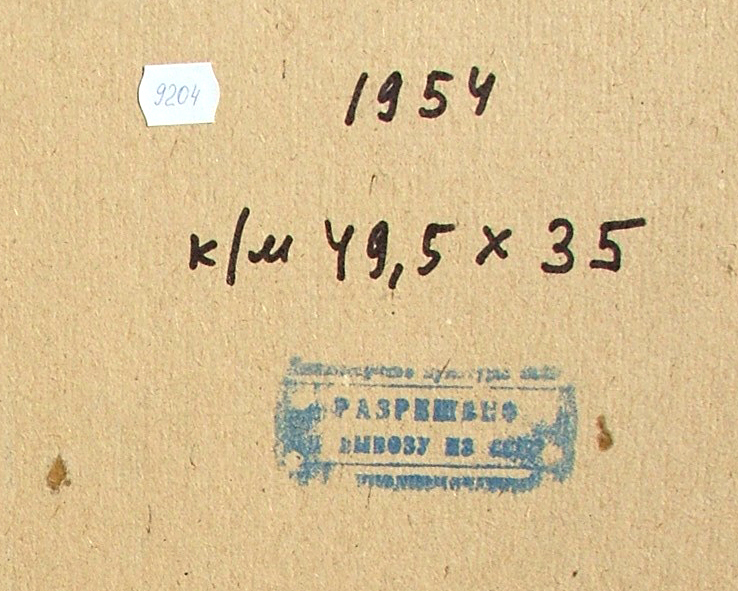 9204
1954
к/м 49,5 x 35
РАЗРЕШЕНО
ВЫВОЗУ ИЗ